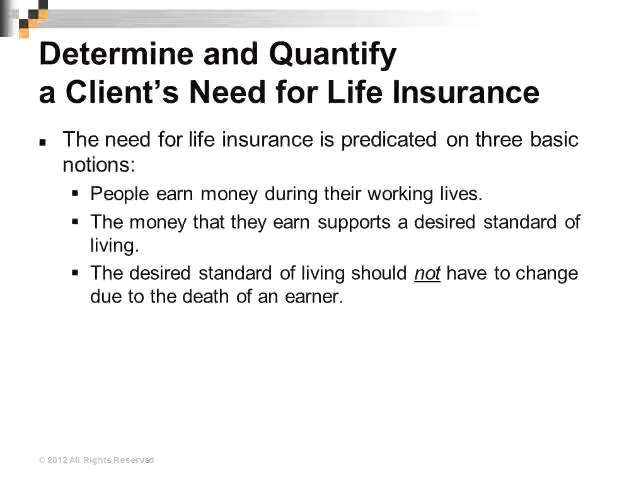 Determine and Quantify
a Client’s Need for Life Insurance
The need for life insurance is predicated on three basic
notions:
People earn money during their working lives.
The money that they earn supports a desired standard of
living.
The desired standard of living should not have to change
due to the death of an earner.
© 2012 All Rights Reserved